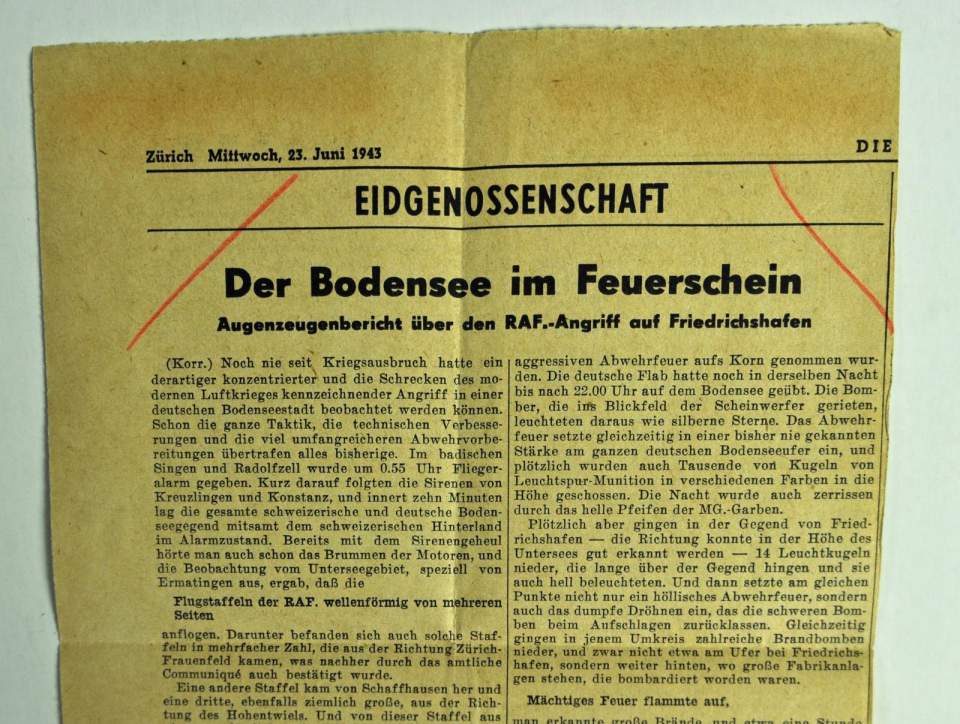 Zürich Mittwoch, 23. Juni 1943
DIE
EIDGENOSSENSCHAFT
Der Bodensee im Feuerschein
Augenzeugenbericht über den RAF.-Angriff auf Friedrichshafen
(Korr.) Noch nie seit Kriegsausbruch hatte ein
derartiger konzentrierter und die Schrecken des mo-
dernen Luftkrieges kennzeichnender Angriff in einer
deutschen Bodenseestadt beobachtet werden können.
Schon die ganze Taktik, die technischen Verbesse-
rungen und die viel umfangreicheren Abwehrvorbe-
reitungen übertrafen alles bisherige. Im badischen
Singen und Radolfzell wurde um 0.55 Uhr Flieger-
alarm gegeben. Kurz darauf folgten die Sirenen von
Kreuzlingen und Konstanz, und innert zehn Minuten
lag die gesamte schweizerische und deutsche Boden-
seegegend mitsamt dem schweizerischen Hinterland
im Alarmzustand. Bereits mit dem Sirenengeheul
hörte man auch schon das Brummen der Motoren, und
die Beobachtung vom Unterseegebiet, speziell von
Ermatingen aus, ergab, daß die
Flugstaffeln der RAF. wellenförmig von mehreren
Seiten
anflogen. Darunter befanden sich auch solche Staf-
feln in mehrfacher Zahl, die aus der Richtung Zürich-
Frauenfeld kamen, was nachher durch das amtliche
Communiqué auch bestätigt wurde.
Eine andere Staffel kam von Schaffhausen her und
eine dritte, ebenfalls ziemlich große, aus der Rich-
tung des Hohentwiels. Und von dieser Staffel aus
aggressiven Abwehrfeuer aufs Korn genommen wur-
den. Die deutsche Flab hatte noch in derselben Nacht
bis nach 22.00 Uhr auf dem Bodensee geübt. Die Bom-
ber, die ins Blickfeld der Scheinwerfer gerieten,
leuchteten daraus wie silberne Sterne. Das Abwehr-
feuer setzte gleichzeitig in einer bisher nie gekannten
Stärke am ganzen deutschen Bodenseeufer ein, und
plötzlich wurden auch Tausende von Kugeln von
Leuchtspur-Munition in verschiedenen Farben in die
Höhe geschossen. Die Nacht wurde auch zerrissen
durch das helle Pfeifen der MG.-Garben.
Plötzlich aber gingen in der Gegend von Fried-
richshafen — die Richtung konnte in der Höhe des
Untersees gut erkannt werden — 14 Leuchtkugeln
nieder, die lange über der Gegend hingen und sie
auch hell beleuchteten. Und dann setzte am gleichen
Punkte nicht nur ein höllisches Abwehrfeuer, sondern
auch das dumpfe Dröhnen ein, das die schweren Bom-
ben beim Aufschlagen zurücklassen. Gleichzeitig
gingen in jenem Umkreis zahlreiche Brandbomben
nieder, und zwar nicht etwa am Ufer bei Friedrichs-
hafen, sondern weiter hinten, wo große Fabrikanla-
gen stehen, die bombardiert worden waren.
Mächtiges Feuer flammte auf,
man erkannte große Brände, und etwa eine Stunde